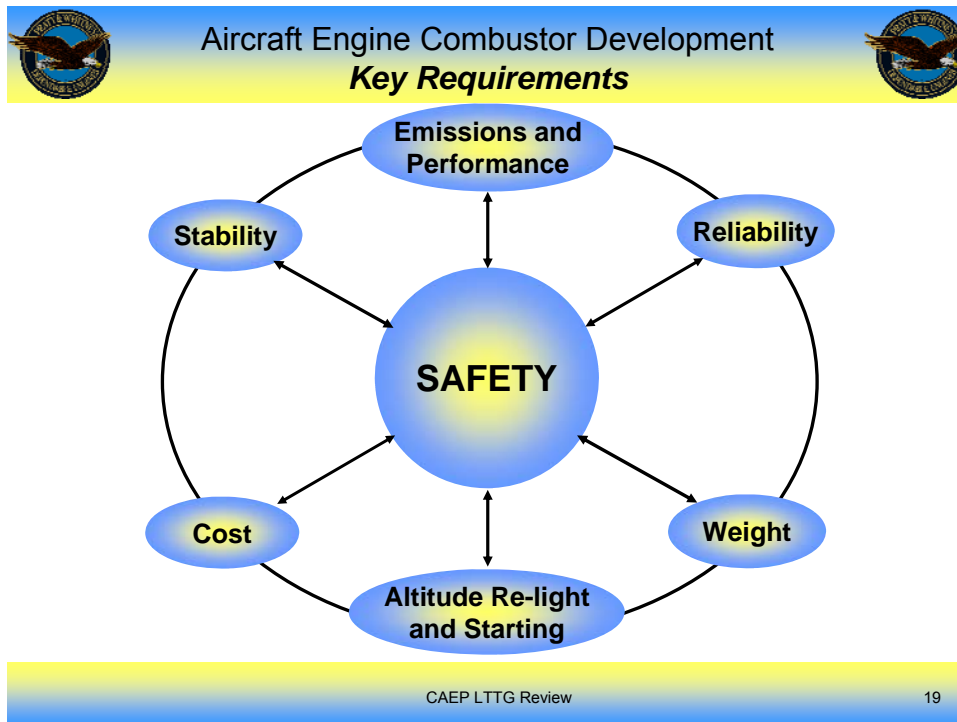 Aircraft Engine Combustor Development
Key Requirements
Emissions and
Performance
Stability
Reliability
SAFETY
Cost
Weight
Altitude Re-light
and Starting
CAEP LTTG Review
19